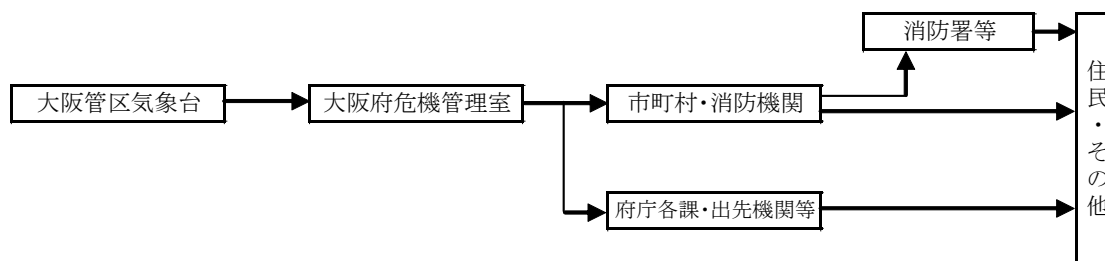 消防署等
大阪管区気象台
大阪府危機管理室
市町村・消防機関
府庁各課・出先機関等
住民・その他